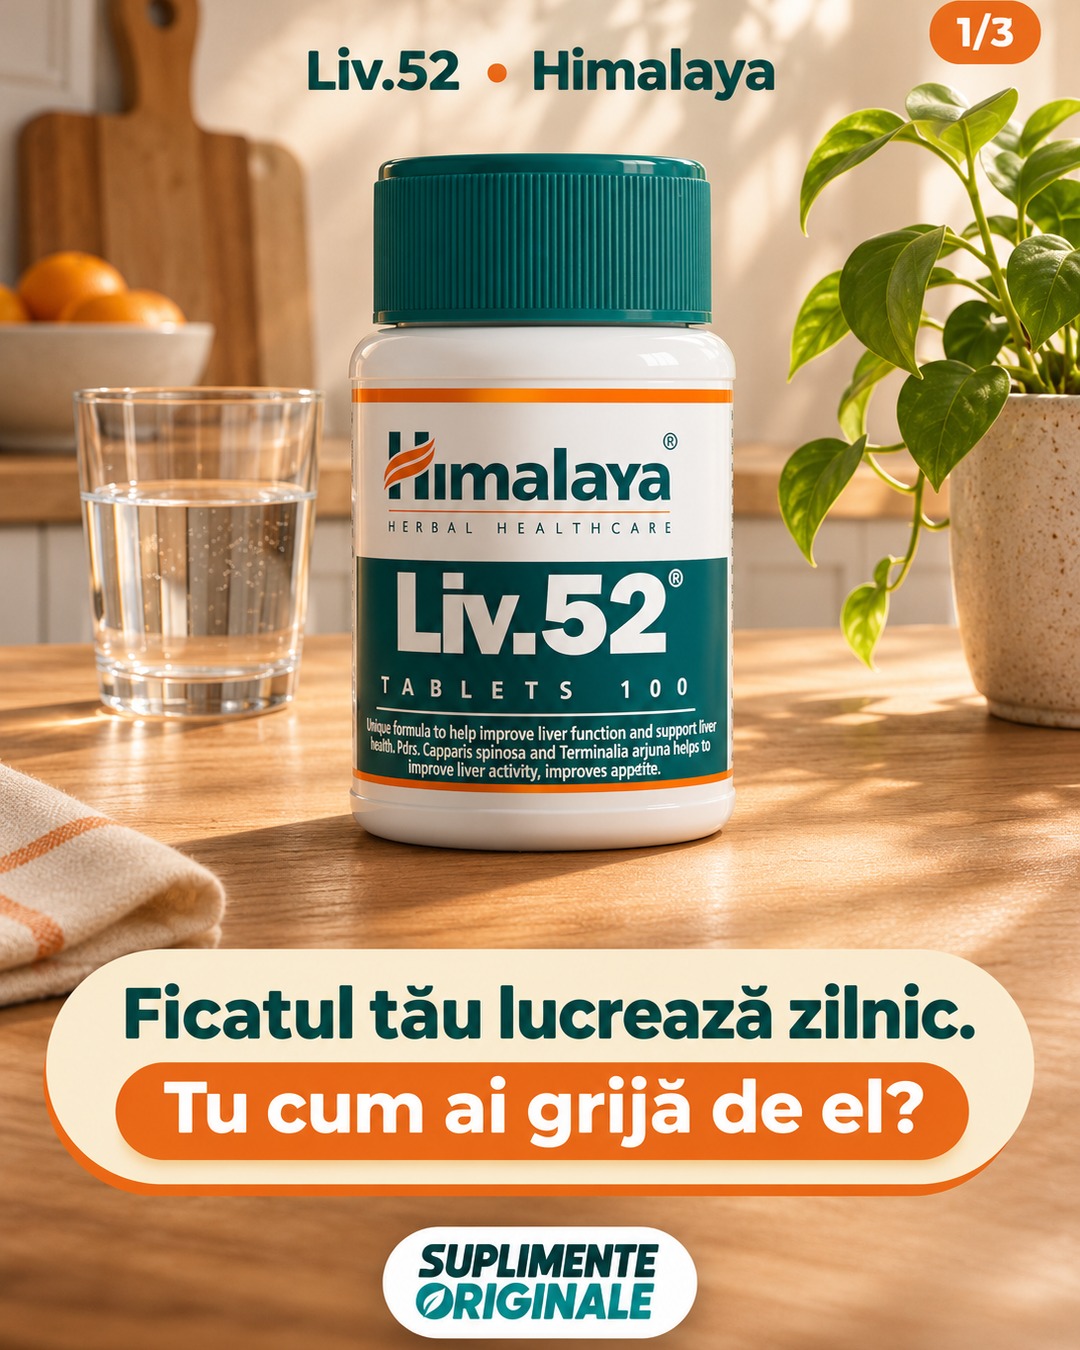 1/3
Liv.52 • Himalaya
Himalaya®
HERBAL HEALTHCARE
Liv.52®
TABLETS 100
Unique formula to help improve liver function and support liver
health. Pdrs. Capparis spinosa and Terminalia arjuna helps to
improve liver activity, improves appetite.
Ficatul tău lucrează zilnic.
Tu cum ai grijă de el?
SUPLIMENTE
ORIGINALE